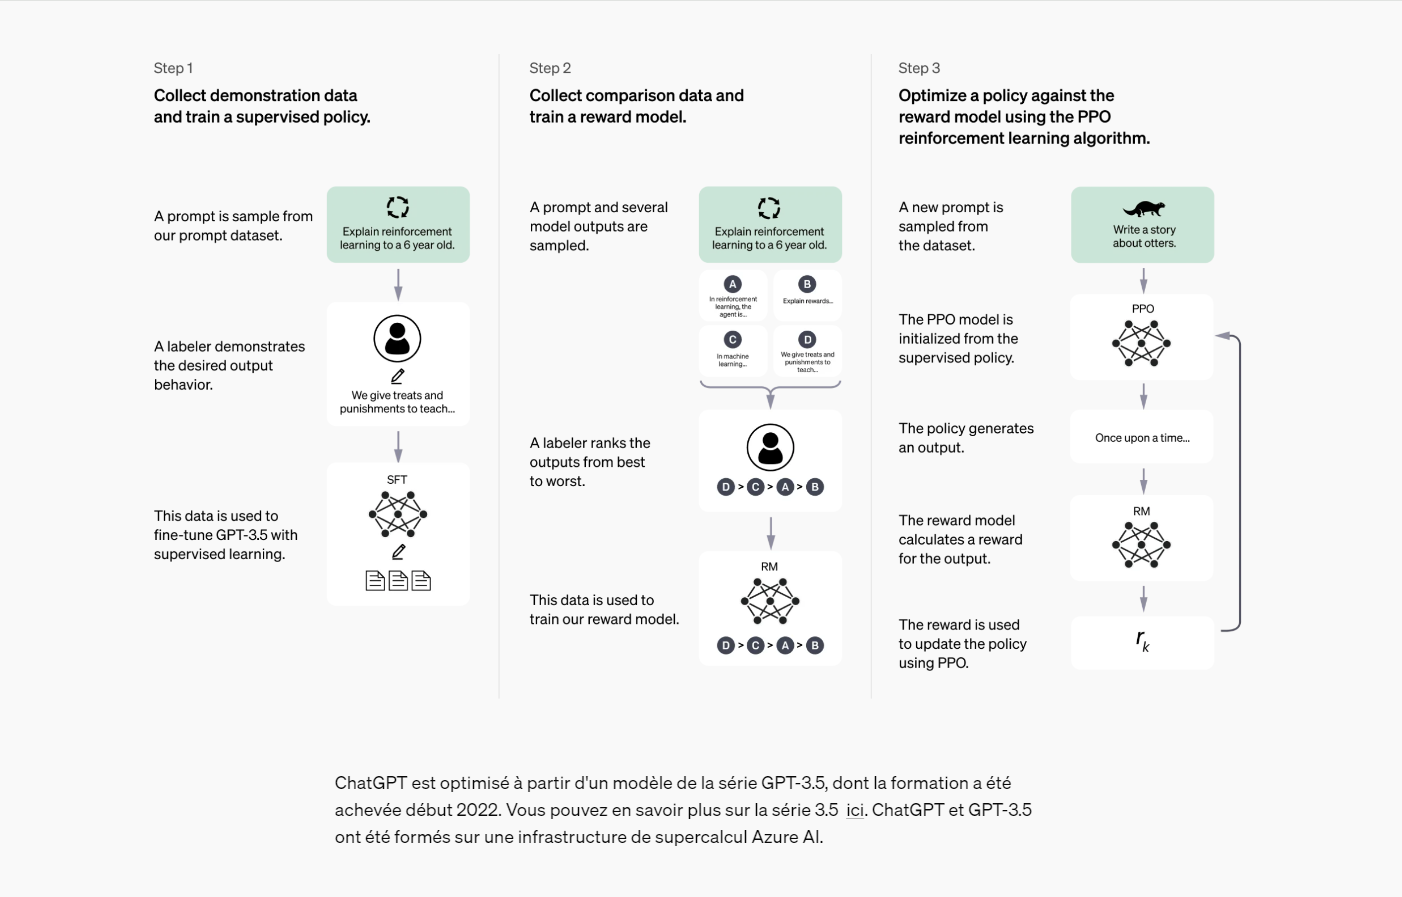 Step 1
Collect demonstration data
and train a supervised policy.
A prompt is sample from
our prompt dataset.
Explain reinforcement
learning to a 6 year old.
A labeler demonstrates
the desired output
behavior.
We give treats and
punishments to teach...
This data is used to
fine-tune GPT-3.5 with
supervised learning.
SFT
Step 2
Collect comparison data and
train a reward model.
A prompt and several
model outputs are
sampled.
Explain reinforcement
learning to a 6 year old.
A
In reinforcement
learning, the
agent is...
B
Explain rewards...
C
In machine
learning...
D
We give treats and
punishments to
teach...
A labeler ranks the
outputs from best
to worst.
D > C > A > B
This data is used to
train our reward model.
RM
D > C > A > B
Step 3
Optimize a policy against the
reward model using the PPO
reinforcement learning algorithm.
A new prompt is
sampled from
the dataset.
Write a story
about otters.
The PPO model is
initialized from the
supervised policy.
PPO
The policy generates
an output.
Once upon a time...
The reward model
calculates a reward
for the output.
RM
The reward is used
to update the policy
using PPO.
rk
ChatGPT est optimisé à partir d'un modèle de la série GPT-3.5, dont la formation a été
achevée début 2022. Vous pouvez en savoir plus sur la série 3.5 ici. ChatGPT et GPT-3.5
ont été formés sur une infrastructure de supercalcul Azure AI.